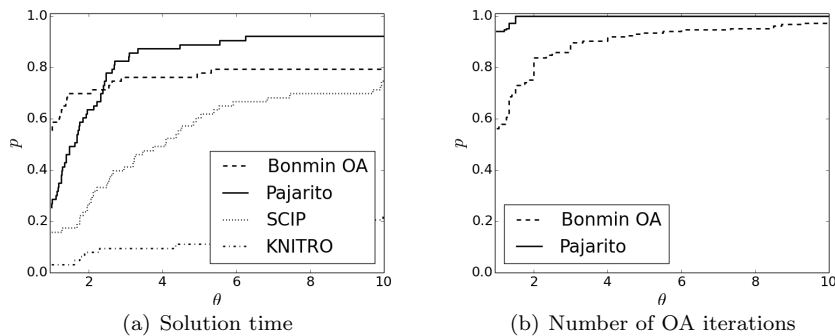 1.0
0.8
0.6
0.4
0.2
0.0
p
2
4
6
8
10
θ
Bonmin OA
Pajarito
SCIP
KNITRO
(a) Solution time
1.0
0.8
0.6
0.4
0.2
0.0
p
2
4
6
8
10
θ
Bonmin OA
Pajarito
(b) Number of OA iterations